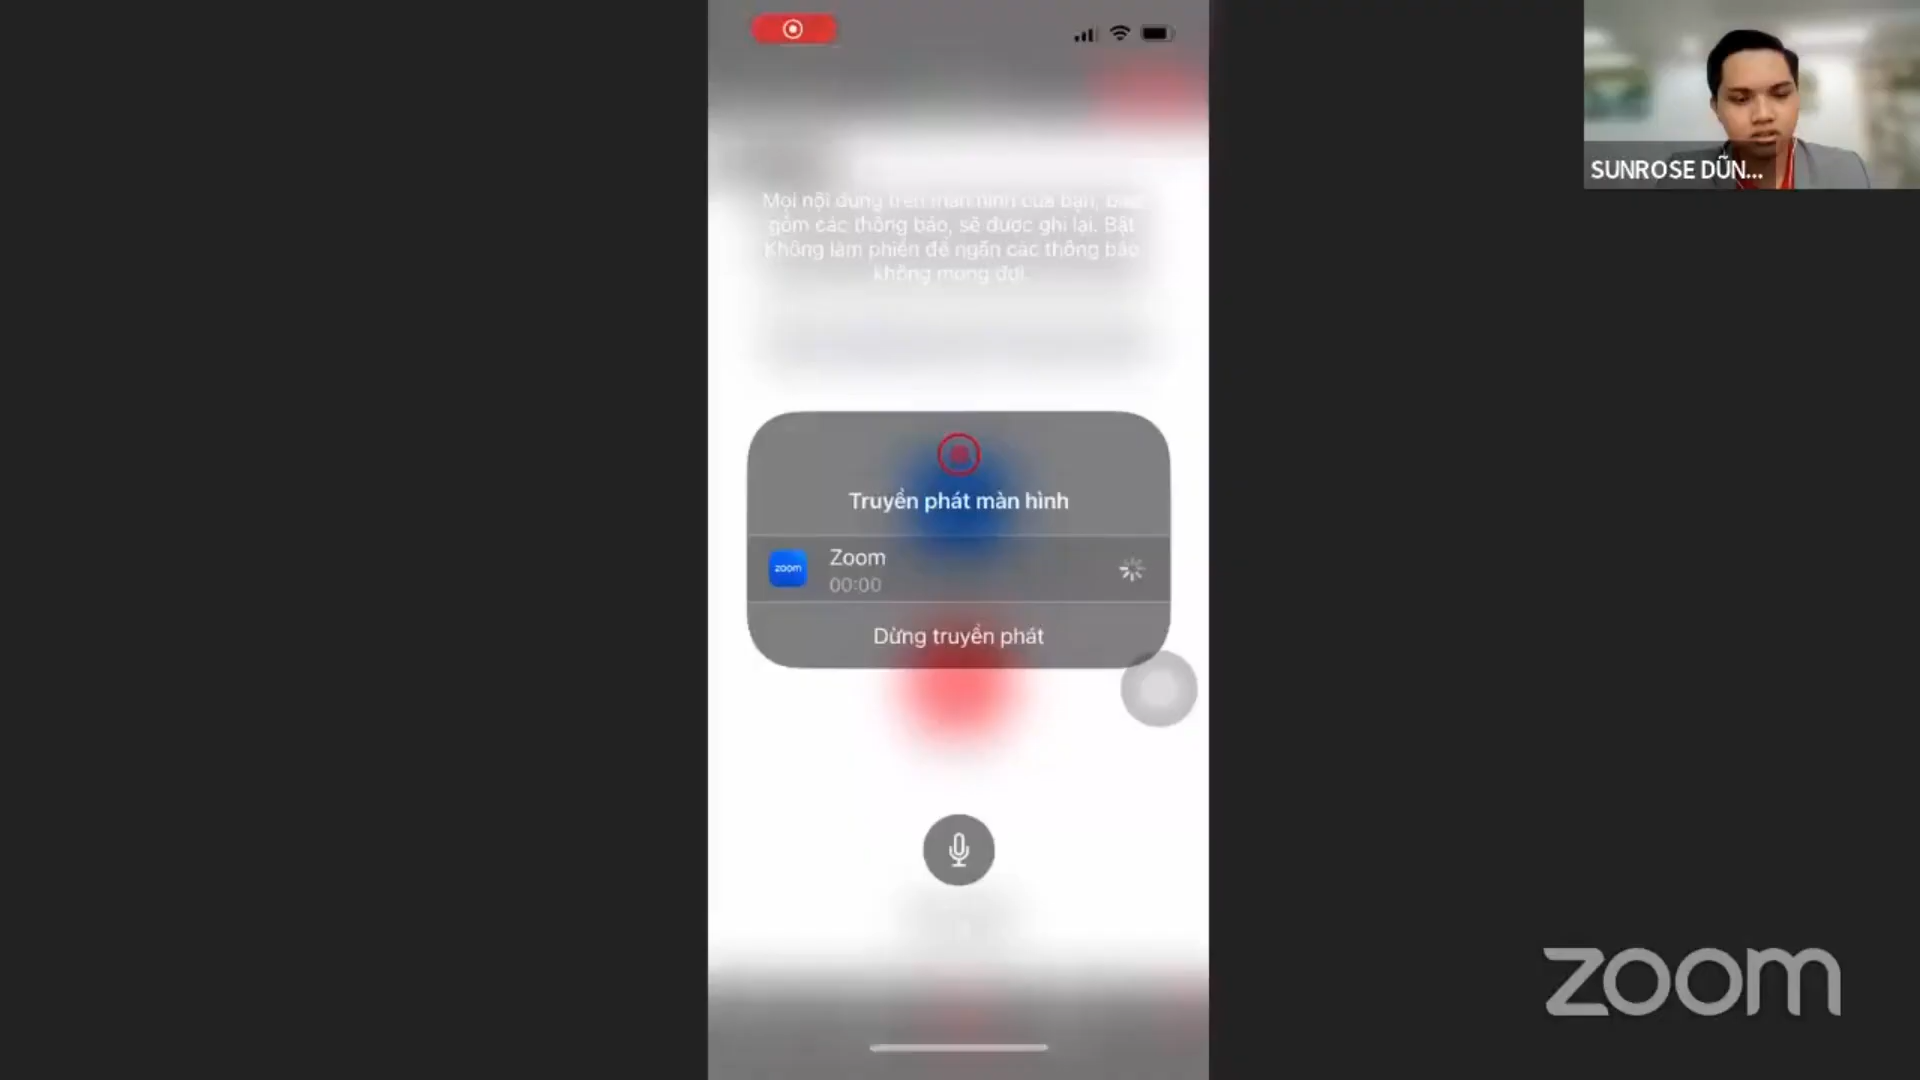 SUNROSE DŨN...
Mọi nội dung trên màn hình của bạn, bao
gồm các thông báo, sẽ được ghi lại. Bật
Không làm phiền để ngăn các thông báo
không mong đợi.
Truyền phát màn hình
zoom
Zoom
00:00
Dừng truyền phát
zoom